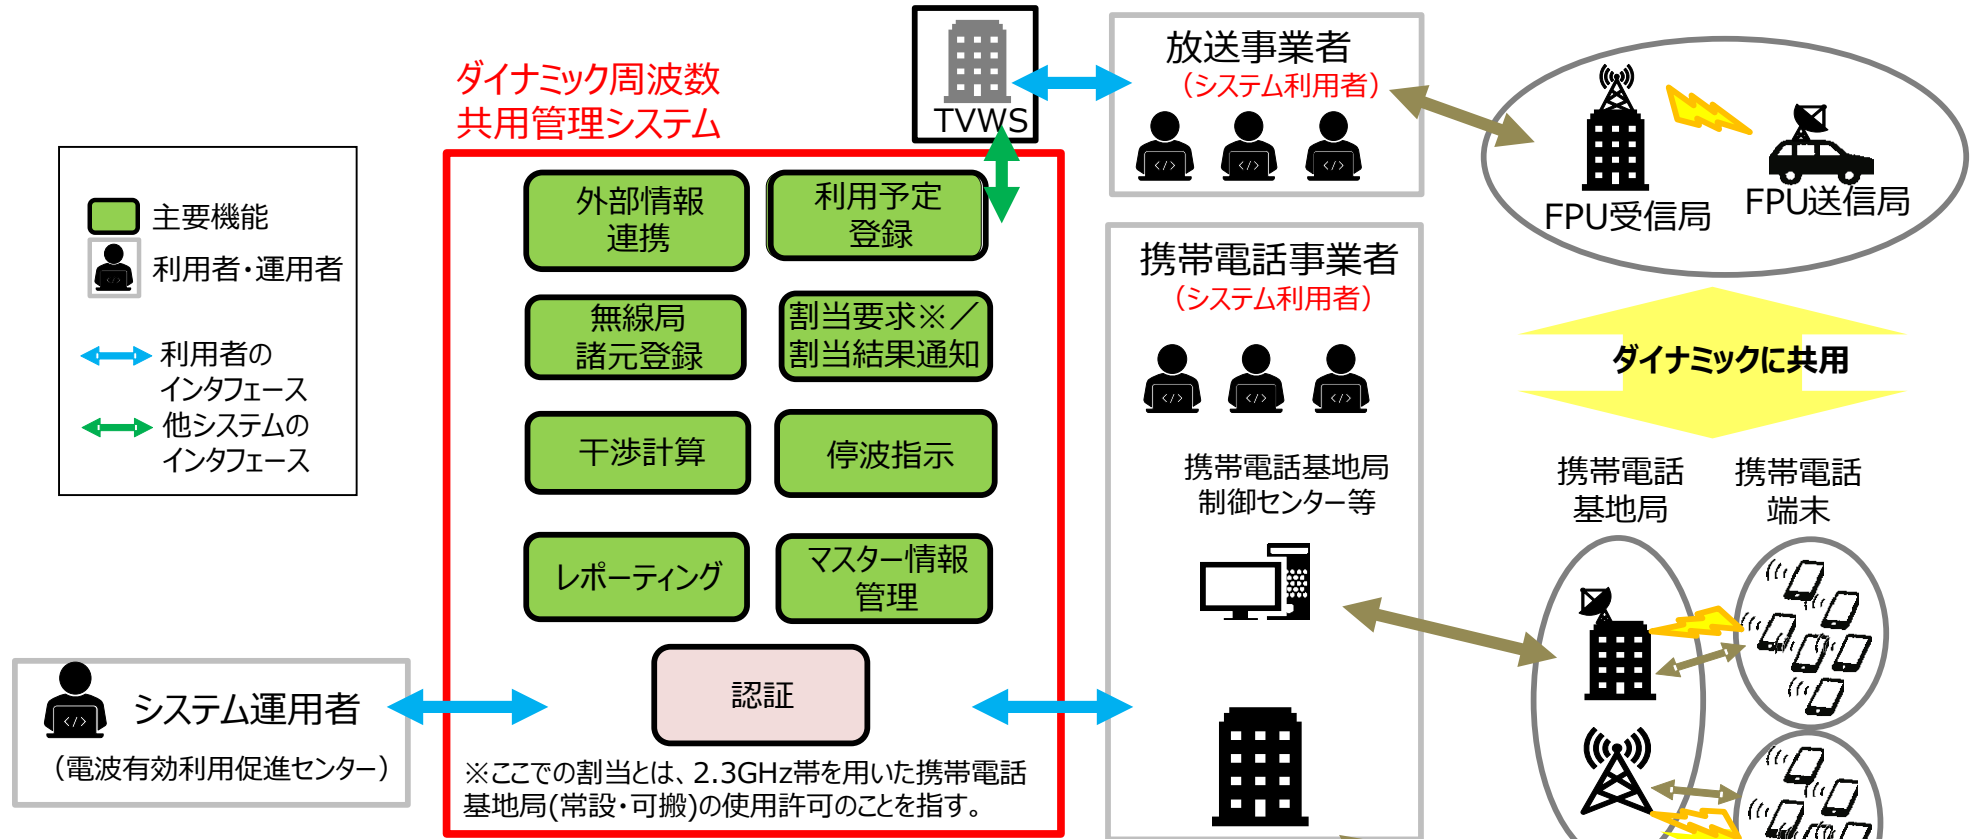 ダイナミック周波数
共用管理システム
TVWS
放送事業者
（システム利用者）
FPU受信局
FPU送信局
主要機能
利用者・運用者
利用者の
インタフェース
他システムの
インタフェース
外部情報
連携
利用予定
登録
無線局
諸元登録
割当要求※／
割当結果通知
干渉計算
停波指示
レポーティング
マスター情報
管理
認証
※ここでの割当とは、2.3GHz帯を用いた携帯電話
基地局(常設・可搬)の使用許可のことを指す。
システム運用者
（電波有効利用促進センター）
携帯電話事業者
（システム利用者）
携帯電話基地局
制御センター等
ダイナミックに共用
携帯電話
基地局
携帯電話
端末